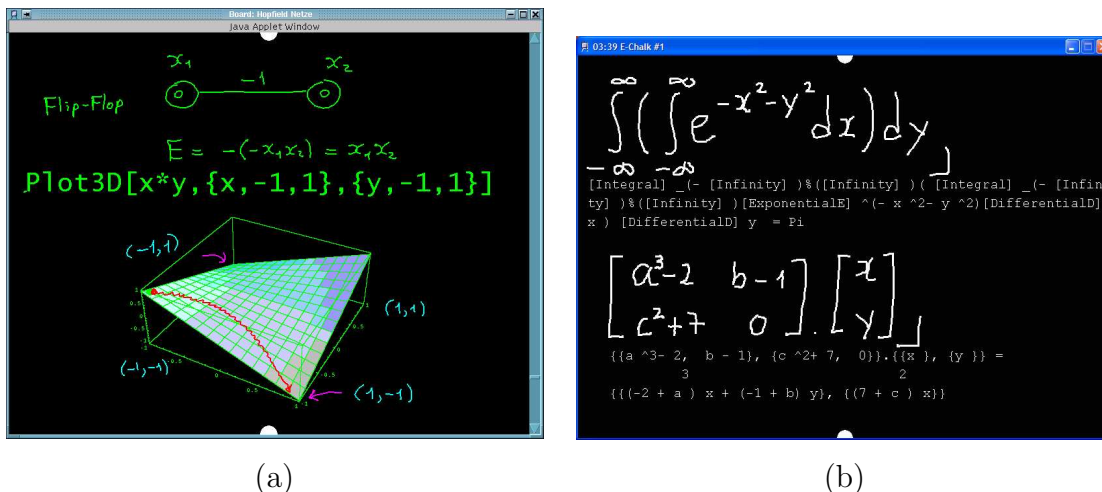 Board: Hopfield Netze
Java Applet Window
x₁ -1 x₂
Flip-Flop
E = -(-x₁x₂) = x₁x₂
Plot3D[x*y,{x,-1,1},{y,-1,1}]
(-1,1)
(1,1)
(-1,-1)
(1,-1)
(a)
03:39 E-Chalk #1
∫_{-∞}^{∞}(∫_{-∞}^{∞} e^{-x²-y²}dx)dy
[Integral] _(- [Infinity] )%([Infinity] )( [Integral] _(- [Infin
ty] )%([Infinity] )[ExponentialE] ^(- x ^2- y ^2)[DifferentialD]
x ) [DifferentialD] y = Pi
[a³-2 b-1] . [x]
[c²+7 0] [y]
{{a ^3- 2, b - 1}, {c ^2+ 7, 0}}.{{x }, {y }} =
3 2
{{(-2 + a ) x + (-1 + b) y}, {(7 + c ) x}}
(b)